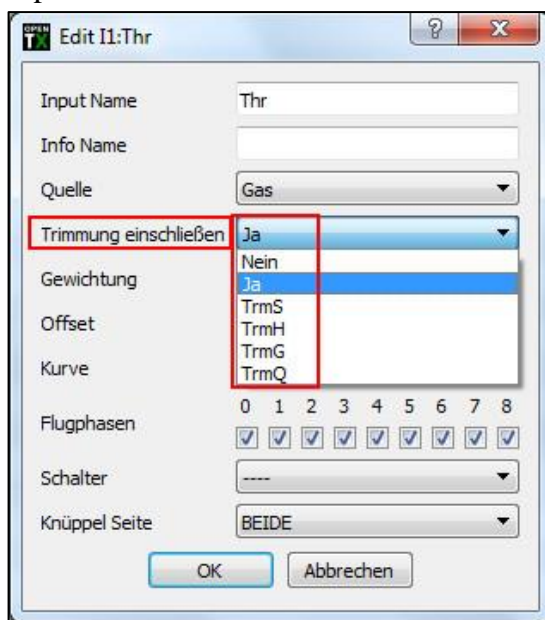 OPEN
TX
Edit I1:Thr
?
X
Input Name
Thr
Info Name
Quelle
Gas
Trimmung einschließen
Ja
Nein
Ja
Gewichtung
TrmS
Offset
TrmH
TrmG
Kurve
TrmQ
0 1 2 3 4 5 6 7 8
Flugphasen
Schalter
----
Knüppel Seite
BEIDE
OK
Abbrechen